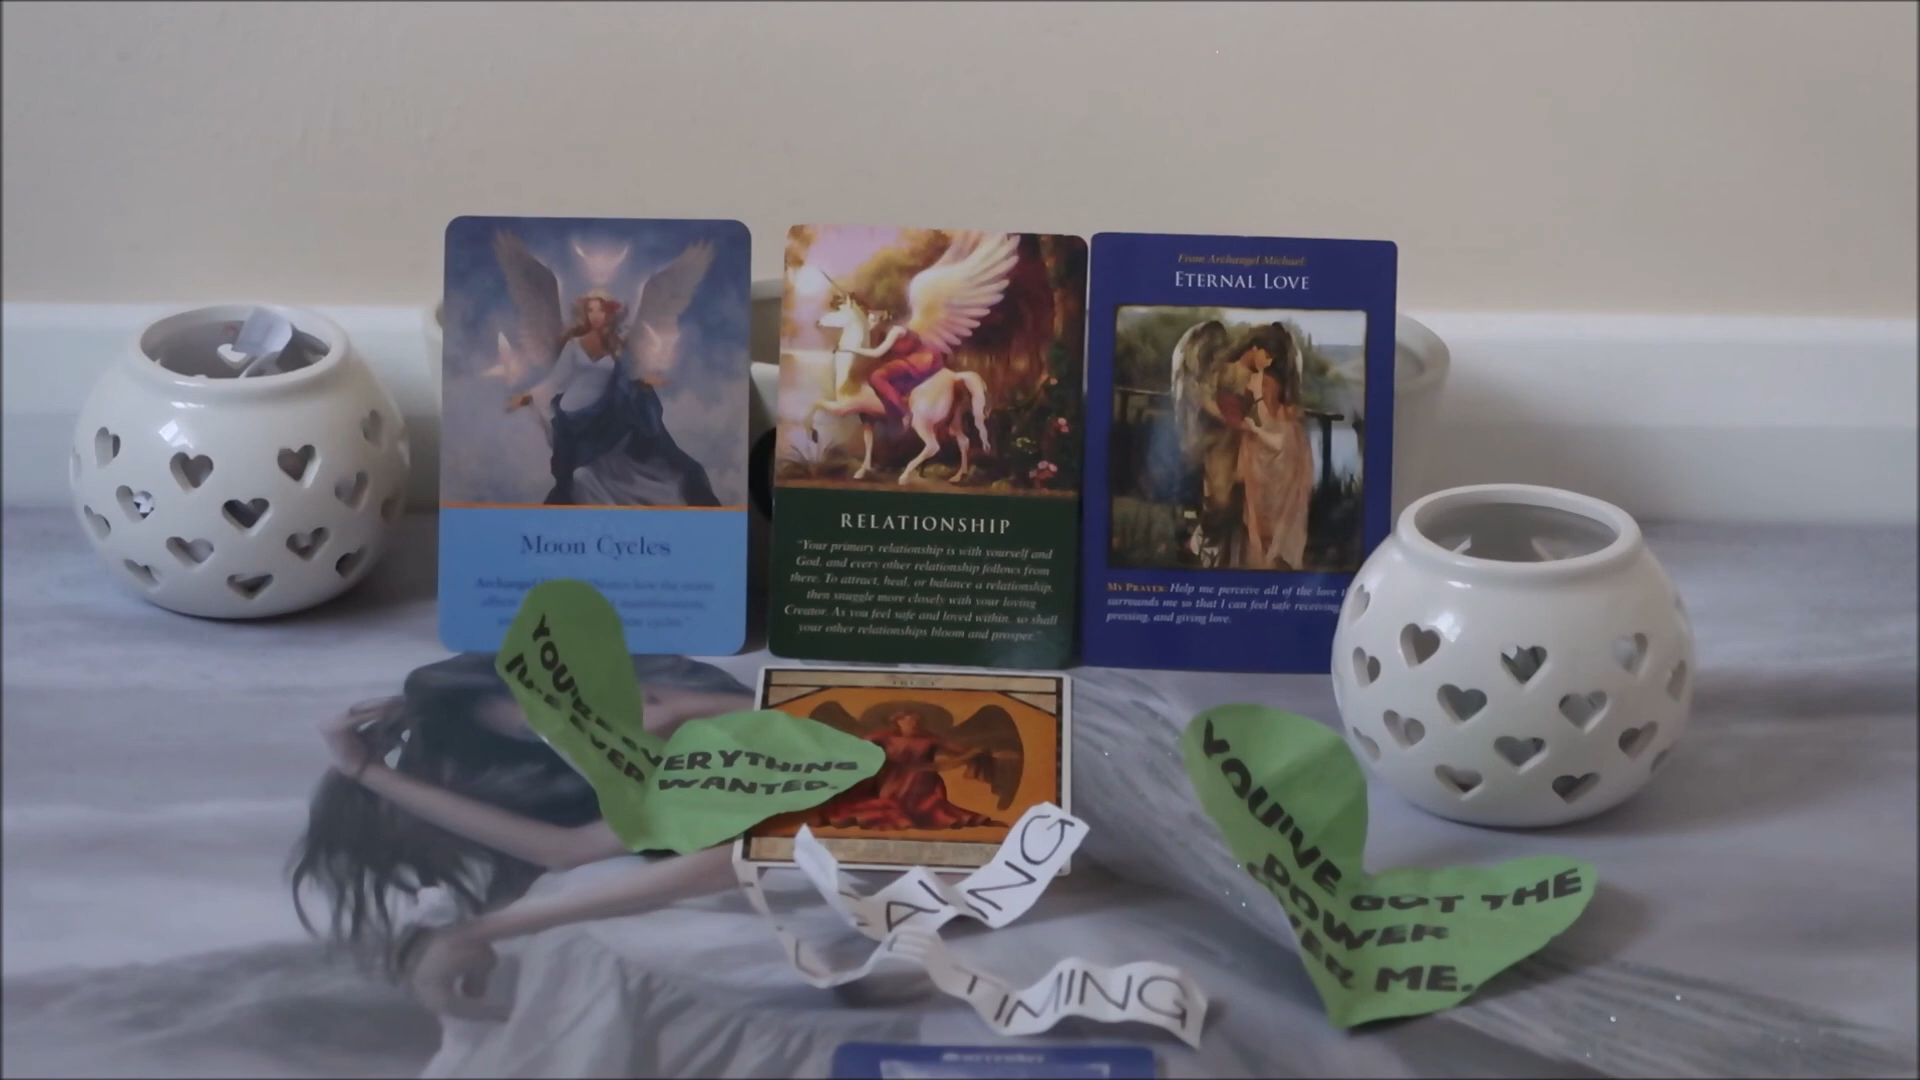 From Archangel Michael:
ETERNAL LOVE
Moon Cycles
RELATIONSHIP
"Your primary relationship is with yourself and
God, and every other relationship follows from
there. To attract, heal, or balance a relationship,
then snuggle more closely with your loving
Creator. As you feel safe and loved within, so shall
your other relationships bloom and prosper."
MY PRAYER: Help me perceive all of the love
surrounds me so that I can feel safe receiving,
pressing, and giving love.
YOU'RE EVERYTHING
EVER WANTED.
TRUST
YOU'VE GOT THE
POWER
ME.
ING
TIMING
Surrender